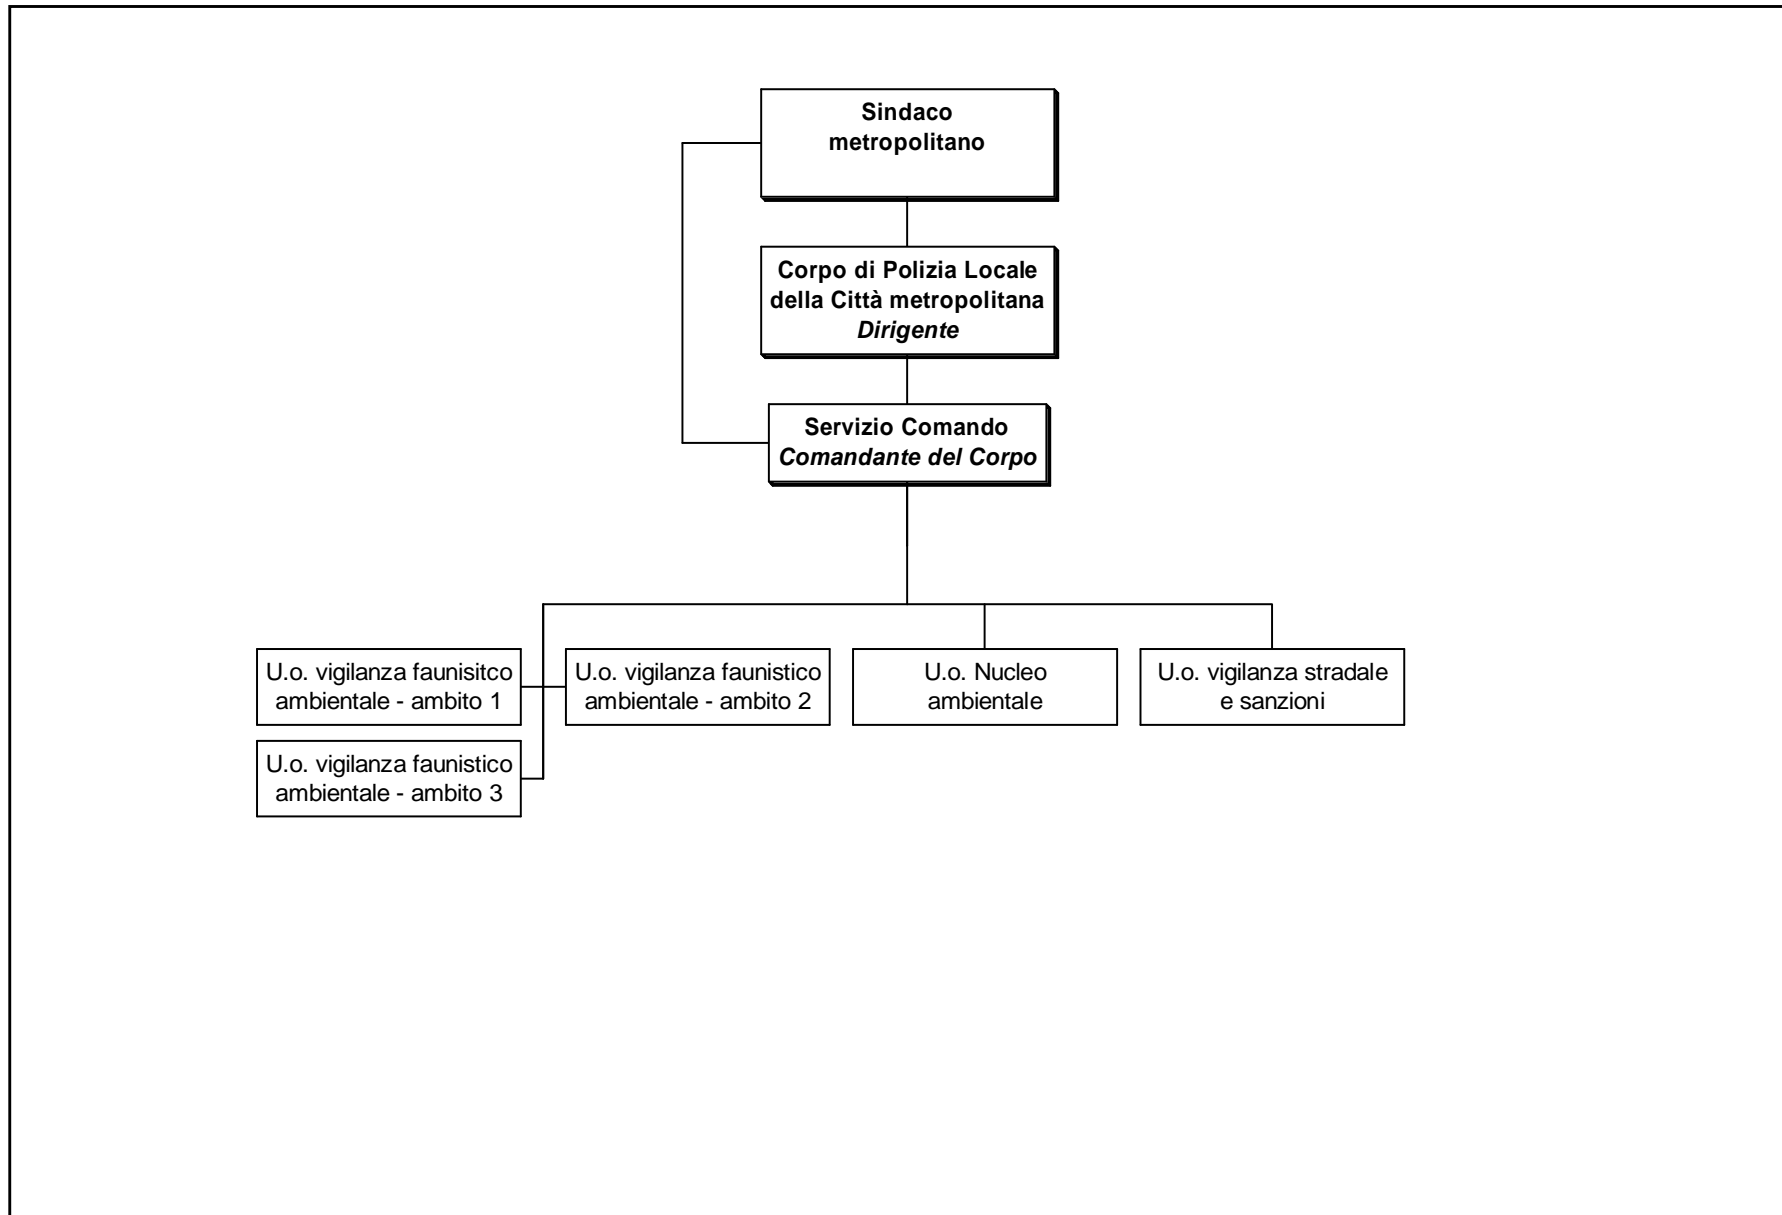 Sindaco
metropolitano
Corpo di Polizia Locale
della Città metropolitana
Dirigente
Servizio Comando
Comandante del Corpo
U.o. vigilanza faunisitco
ambientale - ambito 1
U.o. vigilanza faunistico
ambientale - ambito 2
U.o. Nucleo
ambientale
U.o. vigilanza stradale
e sanzioni
U.o. vigilanza faunistico
ambientale - ambito 3